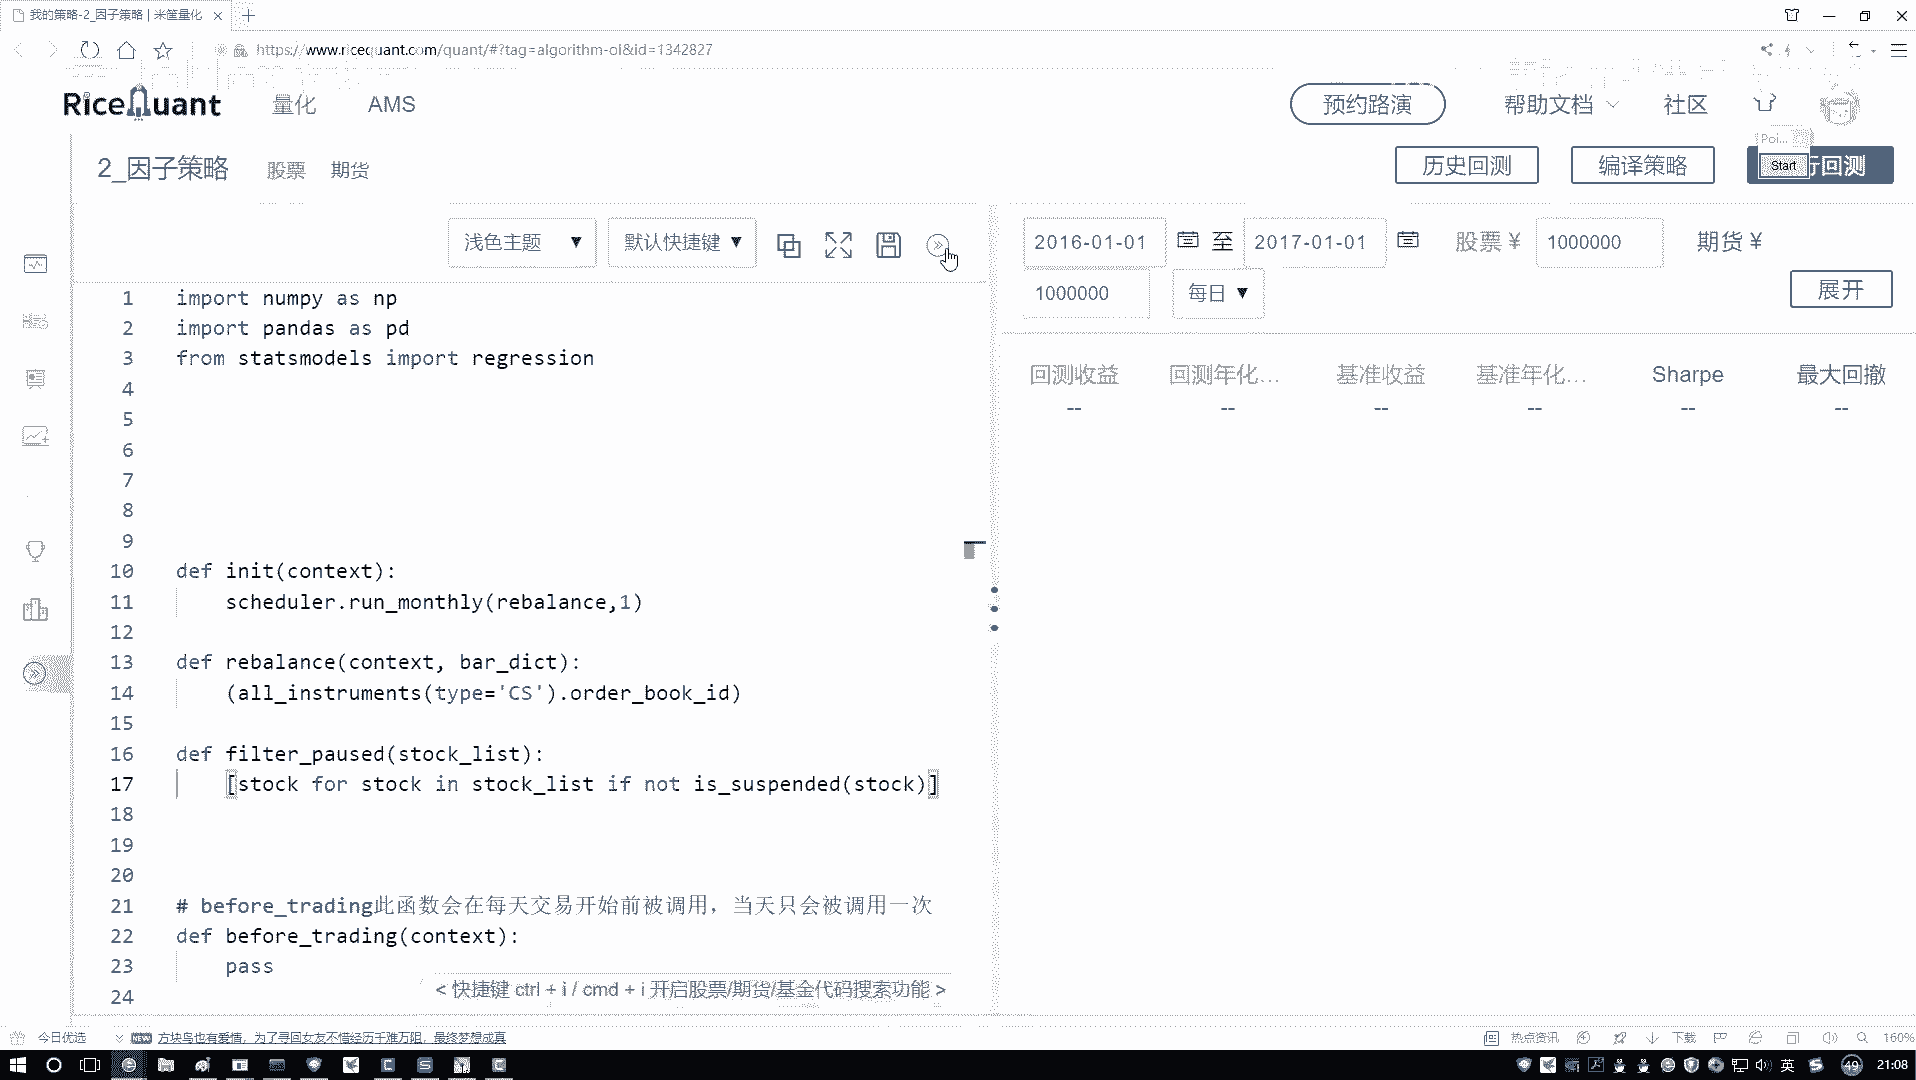 我的策略-2_因子策略 | 米筐量化
https://www.ricequant.com/quant/#?tag=algorithm-oi&id=1342827
RiceQuant 量化 AMS 预约路演 帮助文档 社区
Poi...
2_因子策略 股票 期货 历史回测 编译策略 Start 行回测
浅色主题 ▼ 默认快捷键 ▼
2016-01-01 至 2017-01-01 股票 ¥ 1000000 期货 ¥
1000000 每日 ▼ 展开
回测收益 回测年化... 基准收益 基准年化... Sharpe 最大回撤
-- -- -- -- -- --
1 import numpy as np
2 import pandas as pd
3 from statsmodels import regression
4
5
6
7
8
9
10 def init(context):
11 scheduler.run_monthly(rebalance,1)
12
13 def rebalance(context, bar_dict):
14 (all_instruments(type='CS').order_book_id)
15
16 def filter_paused(stock_list):
17 [stock for stock in stock_list if not is_suspended(stock)]
18
19
20
21 # before_trading此函数会在每天交易开始前被调用，当天只会被调用一次
22 def before_trading(context):
23 pass
24
< 快捷键 ctrl + i / cmd + i 开启股票/期货/基金代码搜索功能 >
今日优选 NEW 方块鸟也有爱情，为了寻回女友不惜经历千难万阻，最终梦想成真 热点资讯 下载 160%
英 49 21:08